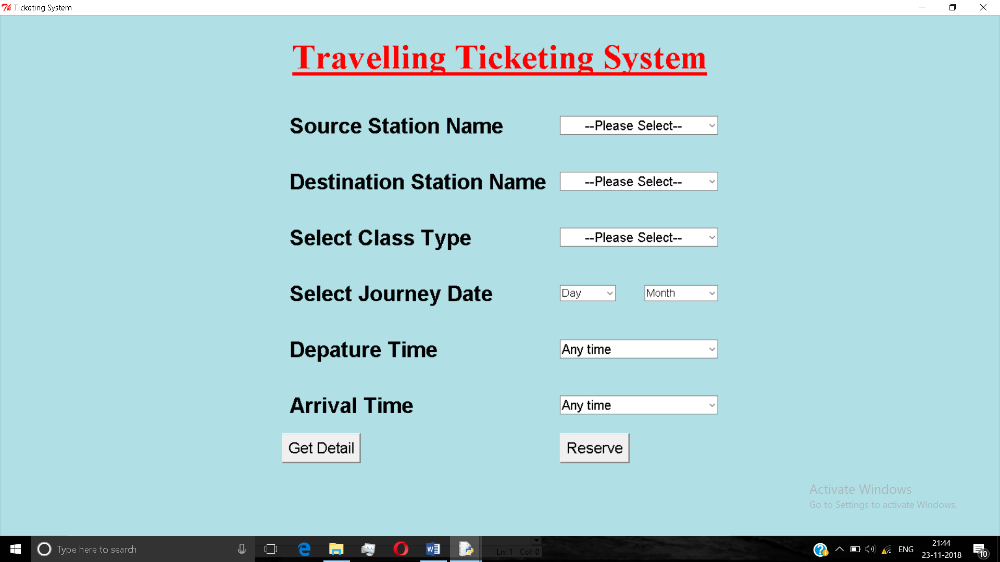 Ticketing System
Travelling Ticketing System
Source Station Name --Please Select--
Destination Station Name --Please Select--
Select Class Type --Please Select--
Select Journey Date Day Month
Depature Time Any time
Arrival Time Any time
Get Detail Reserve
Activate Windows
Go to Settings to activate Windows.
Type here to search
Ln: 1 Col: 0
ENG
21:44
23-11-2018
10